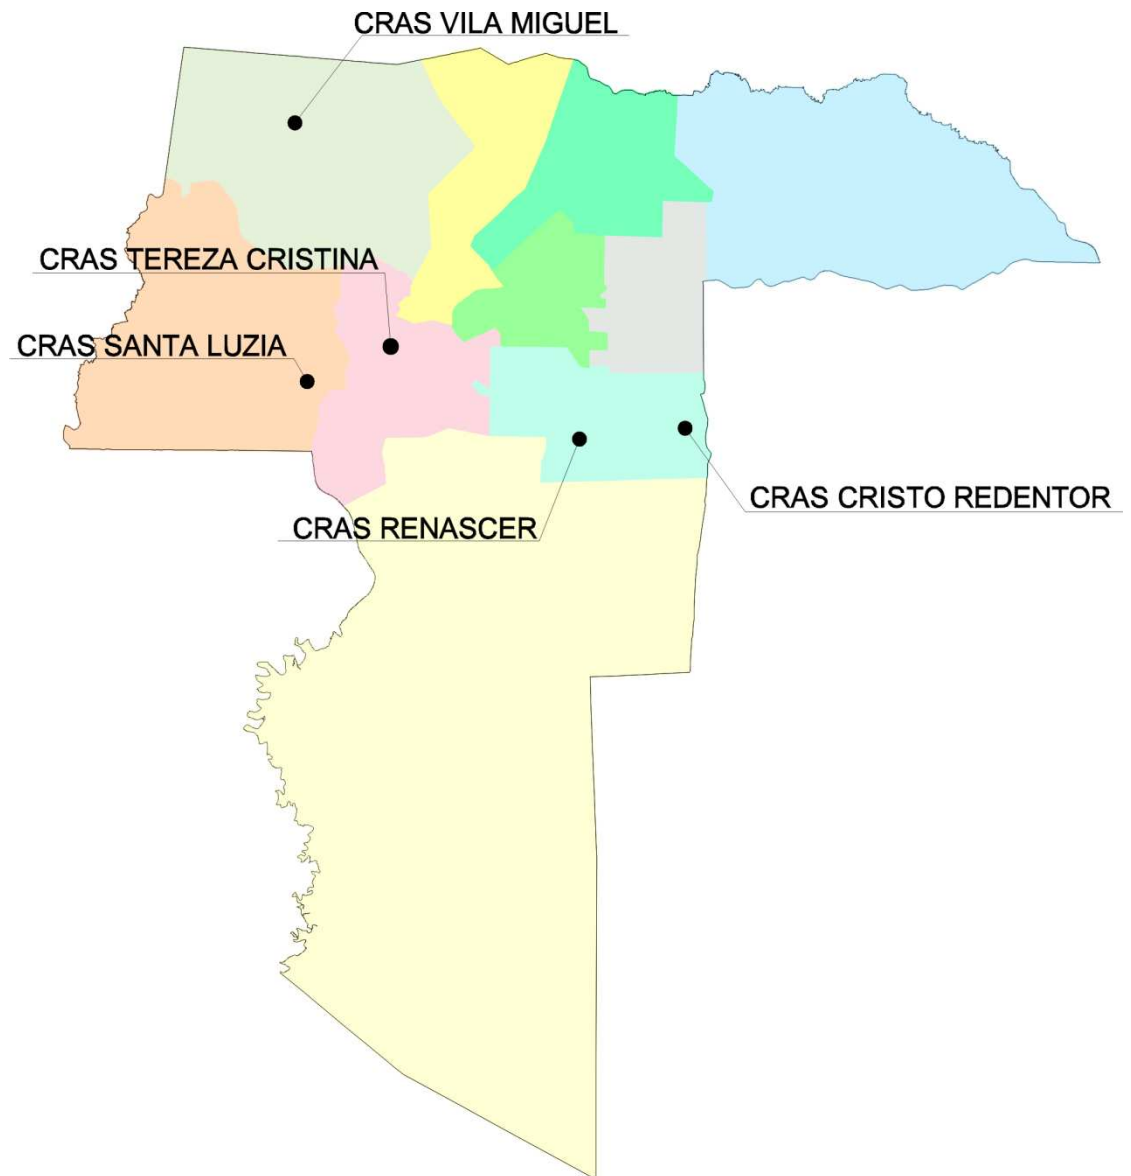 CRAS VILA MIGUEL
CRAS TEREZA CRISTINA
CRAS SANTA LUZIA
CRAS CRISTO REDENTOR
CRAS RENASCER